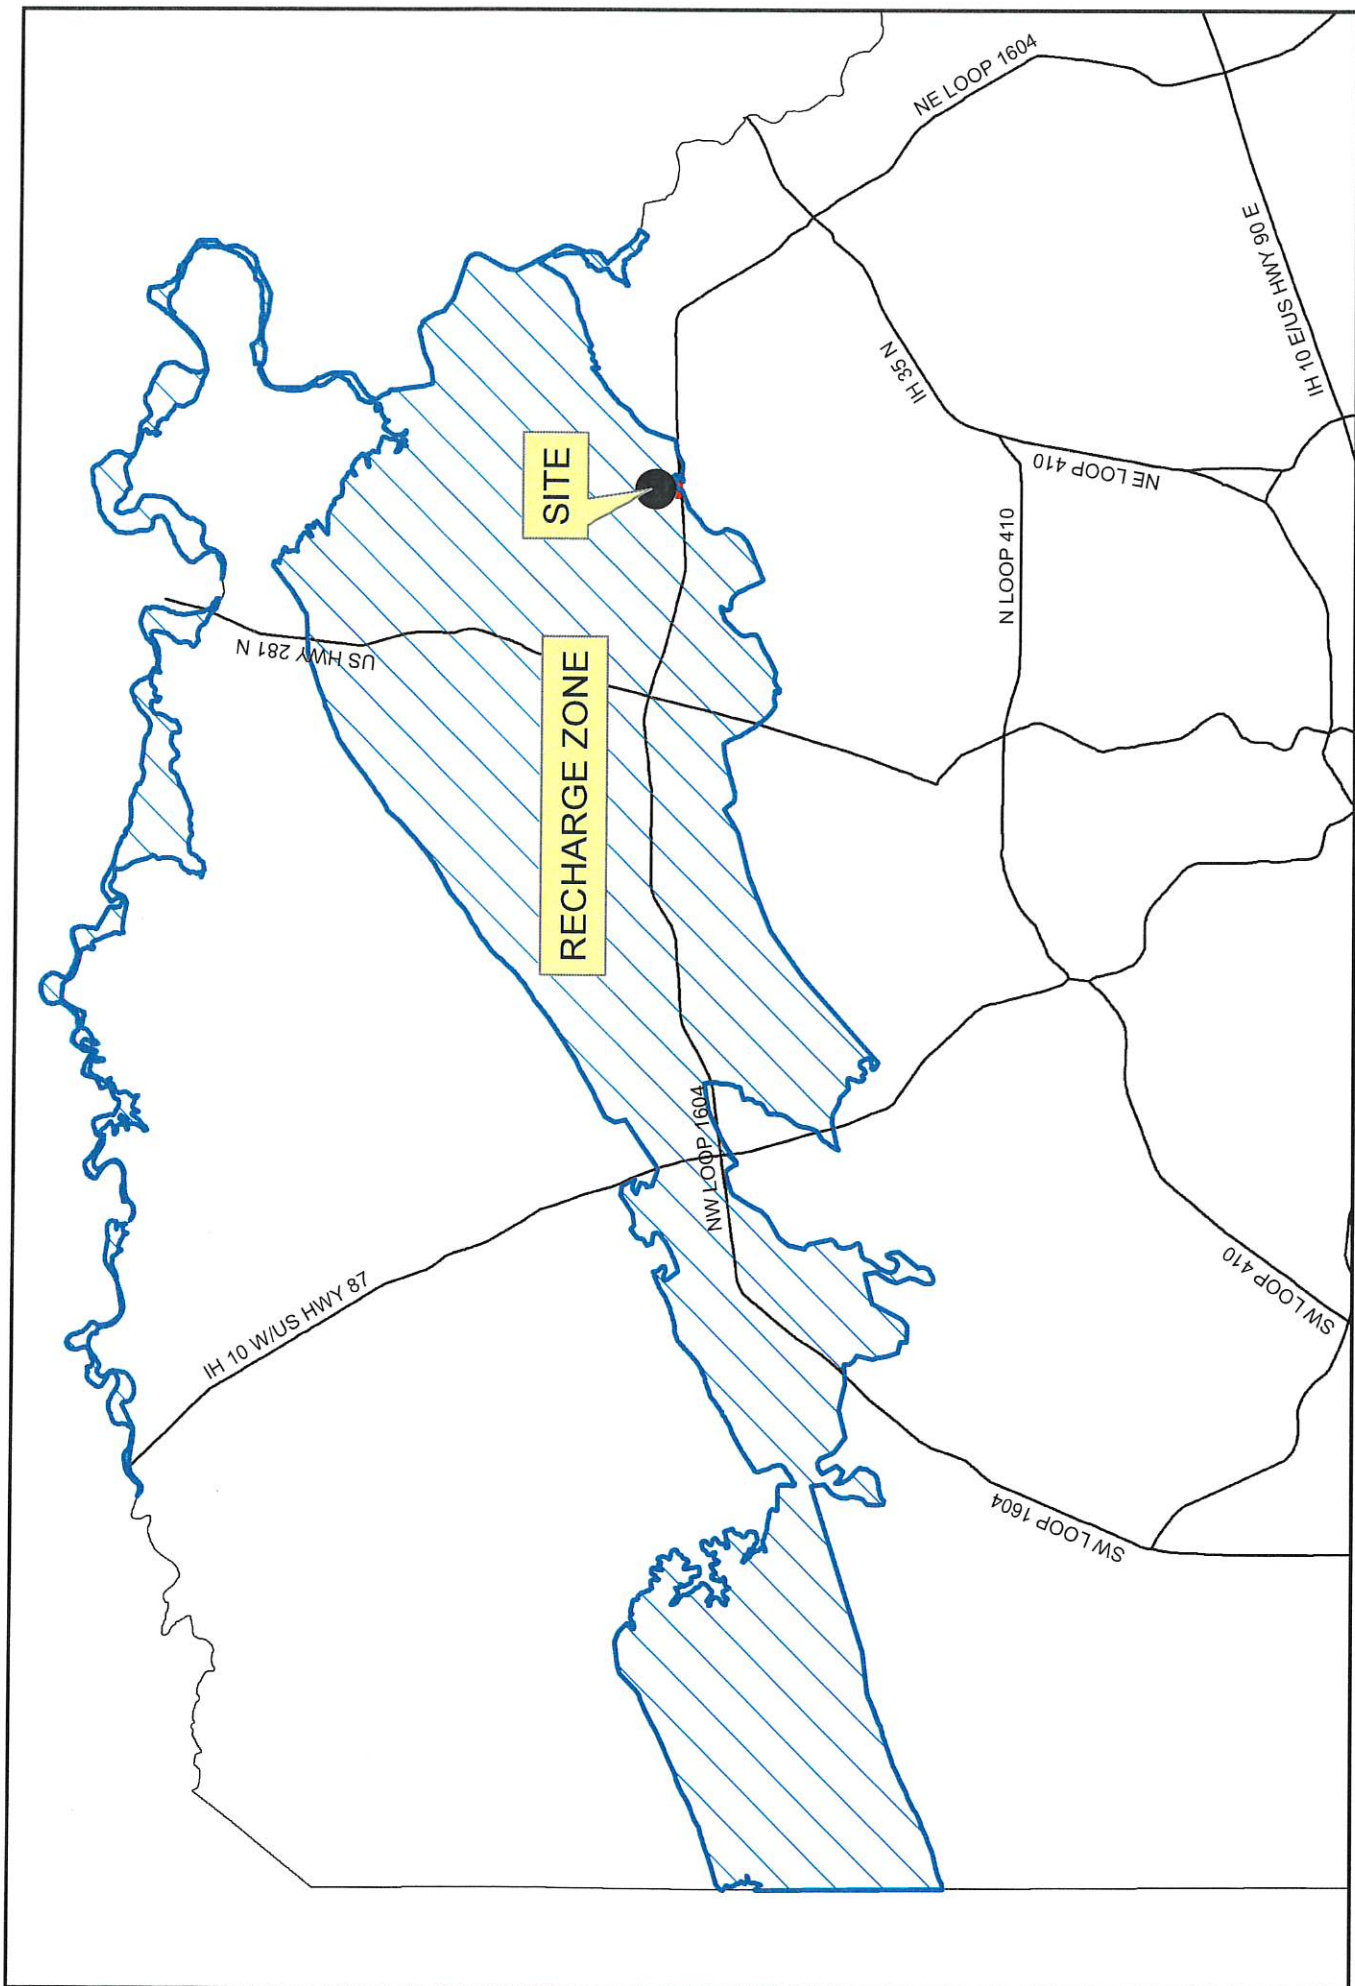 NE LOOP 1604
IH 10 E/US HWY 90 E
IH 35 N
NE LOOP 410
SITE
N LOOP 410
US HWY 281 N
RECHARGE ZONE
NW LOOP 1604
IH 10 W/US HWY 87
SW LOOP 410
SW LOOP 1604